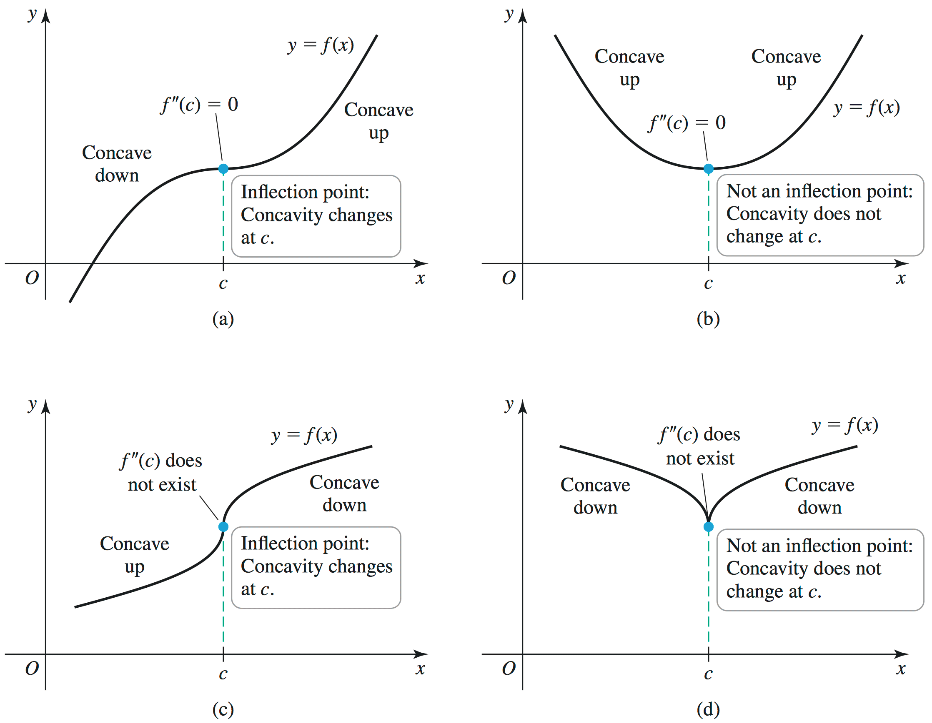 y
y = f(x)
f″(c) = 0
Concave
up
Concave
down
Inflection point:
Concavity changes
at c.
O
c
x
(a)
y
Concave
up
Concave
up
y = f(x)
f″(c) = 0
Not an inflection point:
Concavity does not
change at c.
O
c
x
(b)
y
y = f(x)
f″(c) does
not exist
Concave
down
Concave
up
Inflection point:
Concavity changes
at c.
O
c
x
(c)
y
y = f(x)
f″(c) does
not exist
Concave
down
Concave
down
Not an inflection point:
Concavity does not
change at c.
O
c
x
(d)